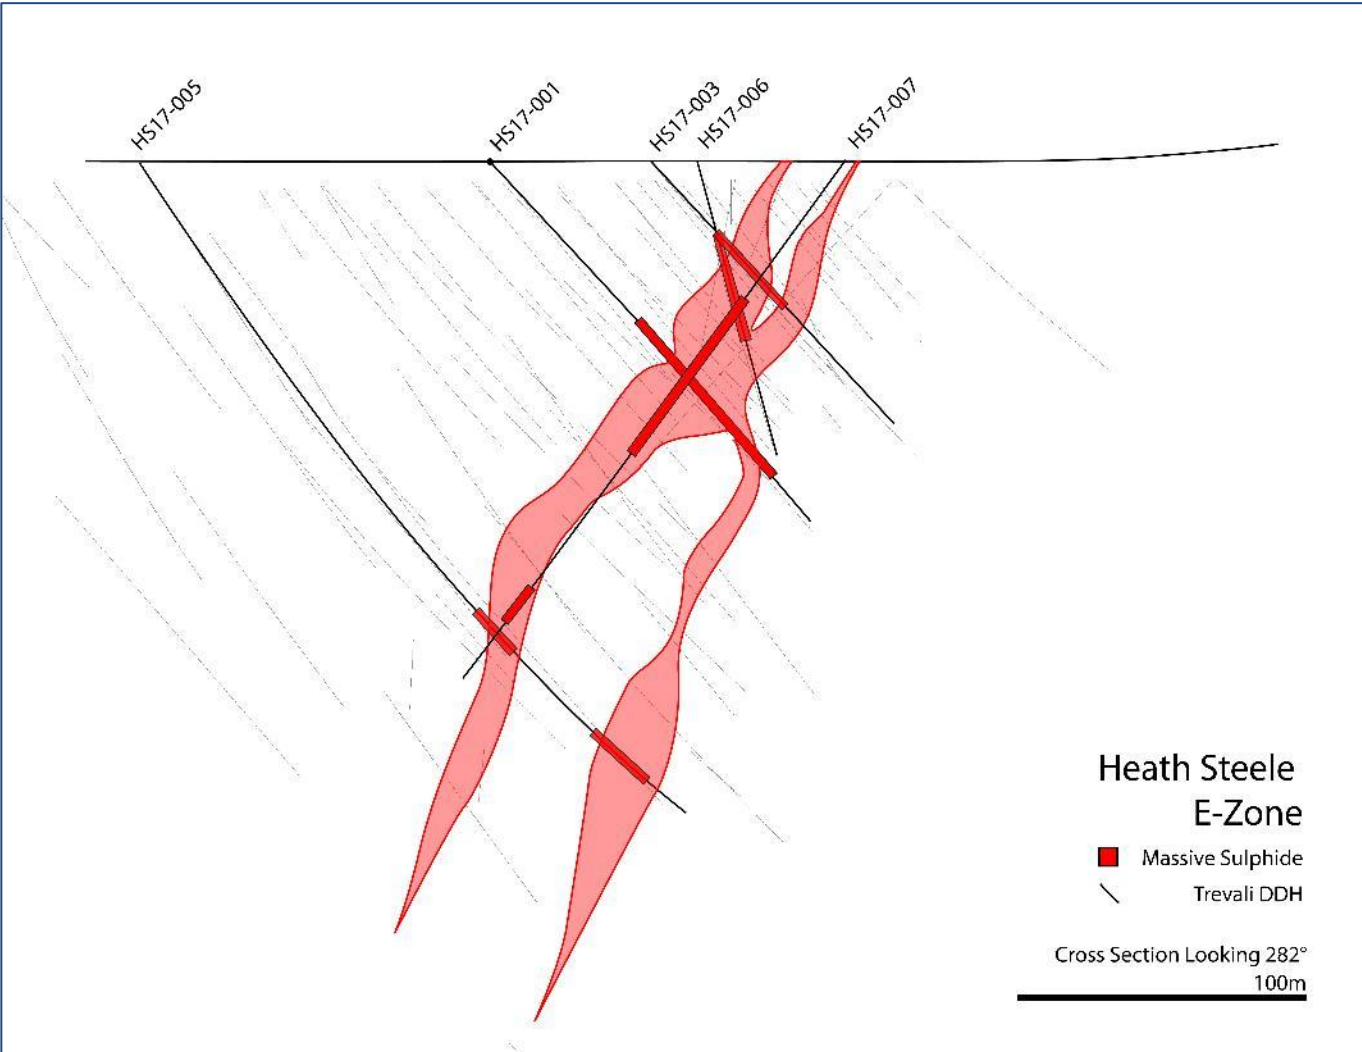 HS17-005
HS17-001
HS17-003
HS17-006
HS17-007
Heath Steele
E-Zone
Massive Sulphide
Trevali DDH
Cross Section Looking 282°
100m